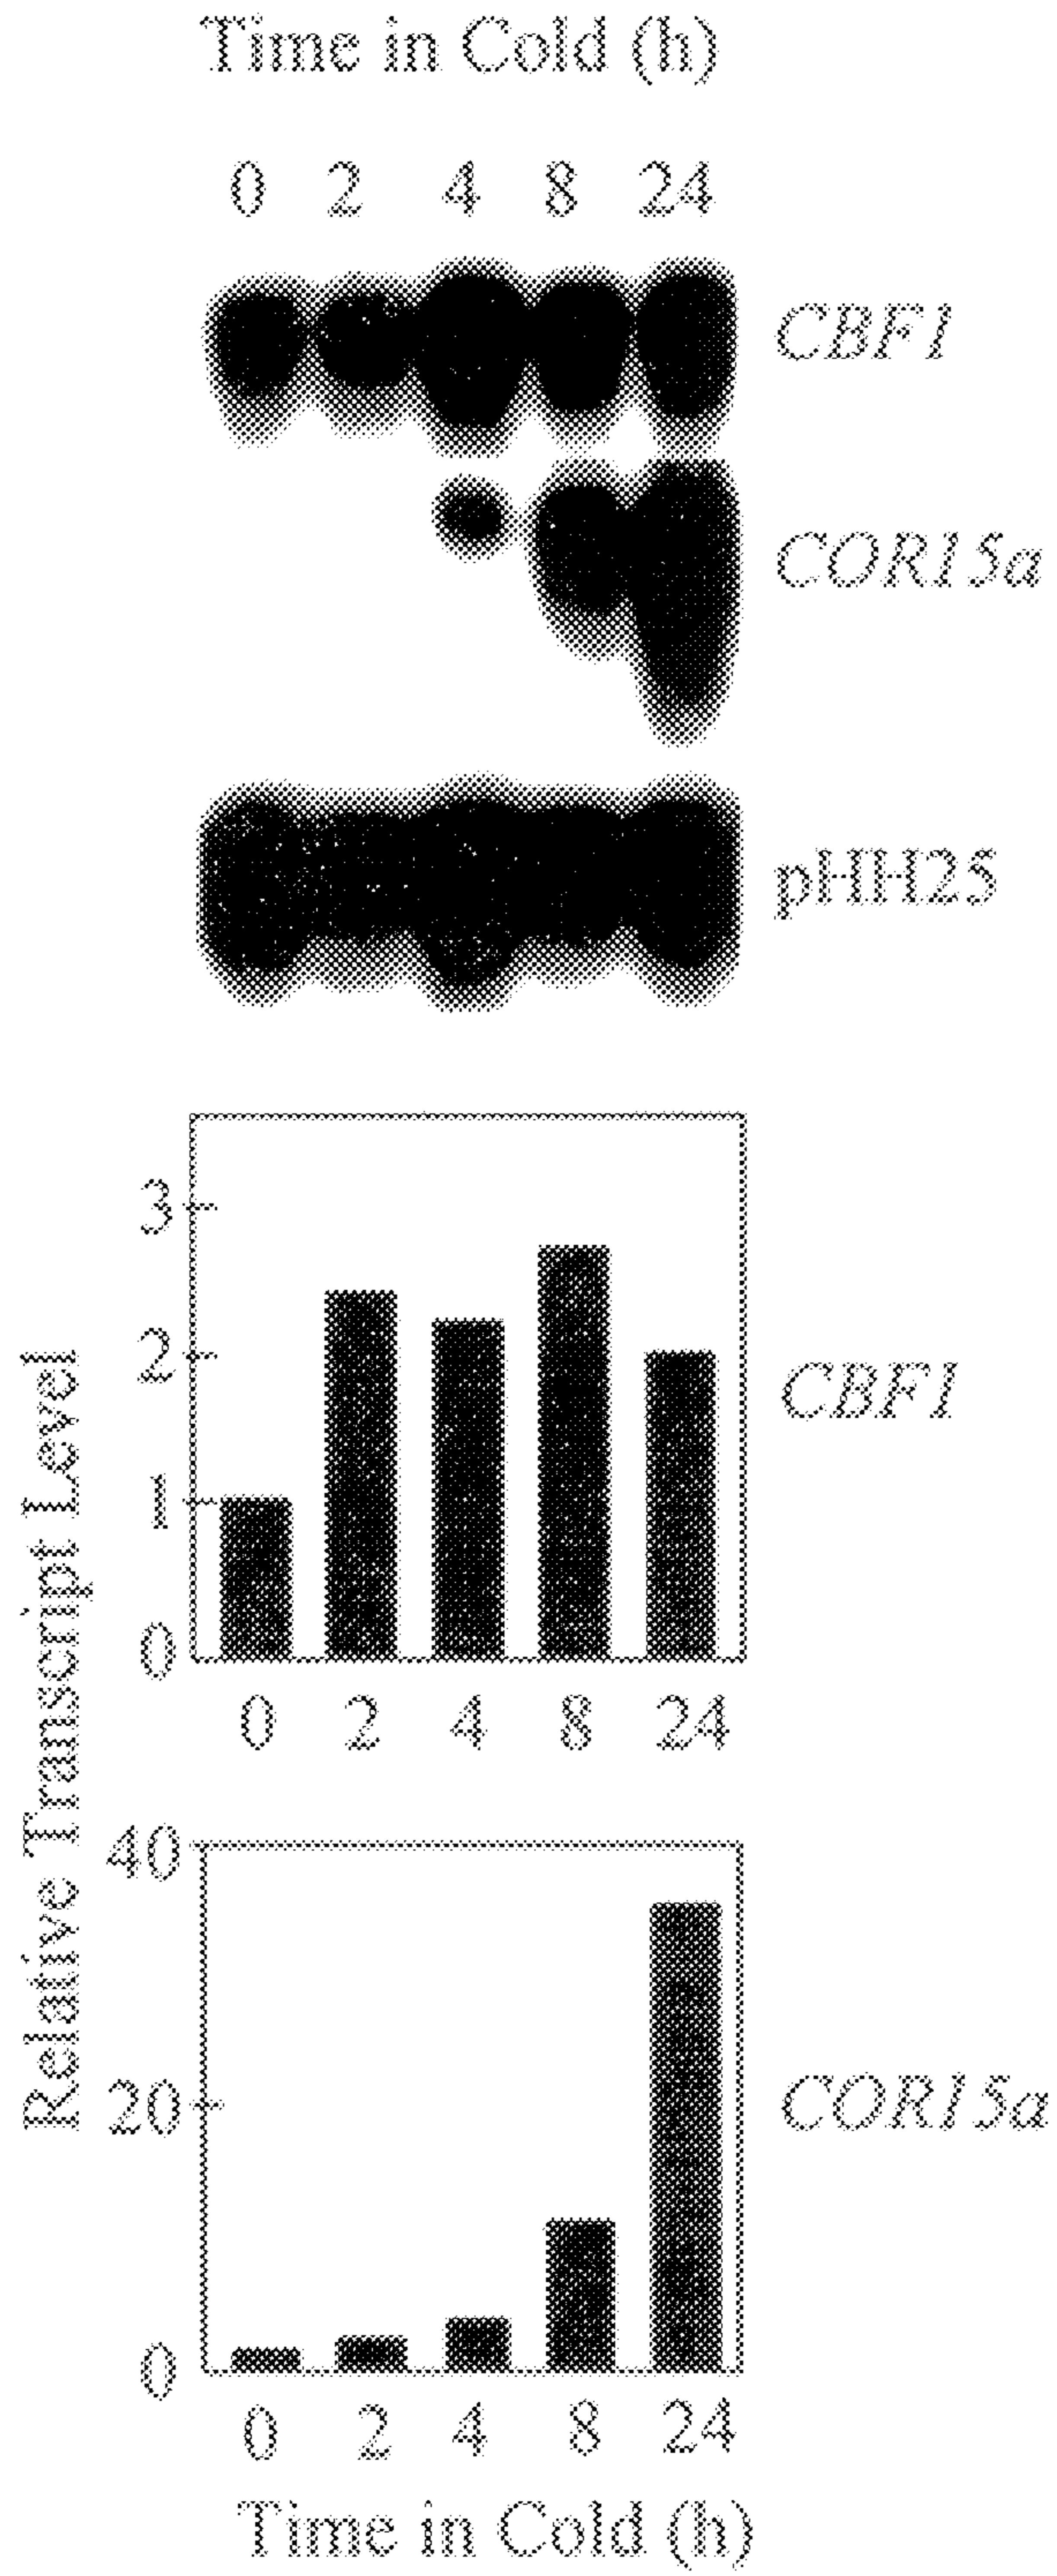 Time in Cold (h)
0 2 4 8 24
CBF1
COR15a
pHH25
Relative Transcript Level
3
2
1
0
CBF1
0 2 4 8 24
40
20
0
COR15a
0 2 4 8 24
Time in Cold (h)